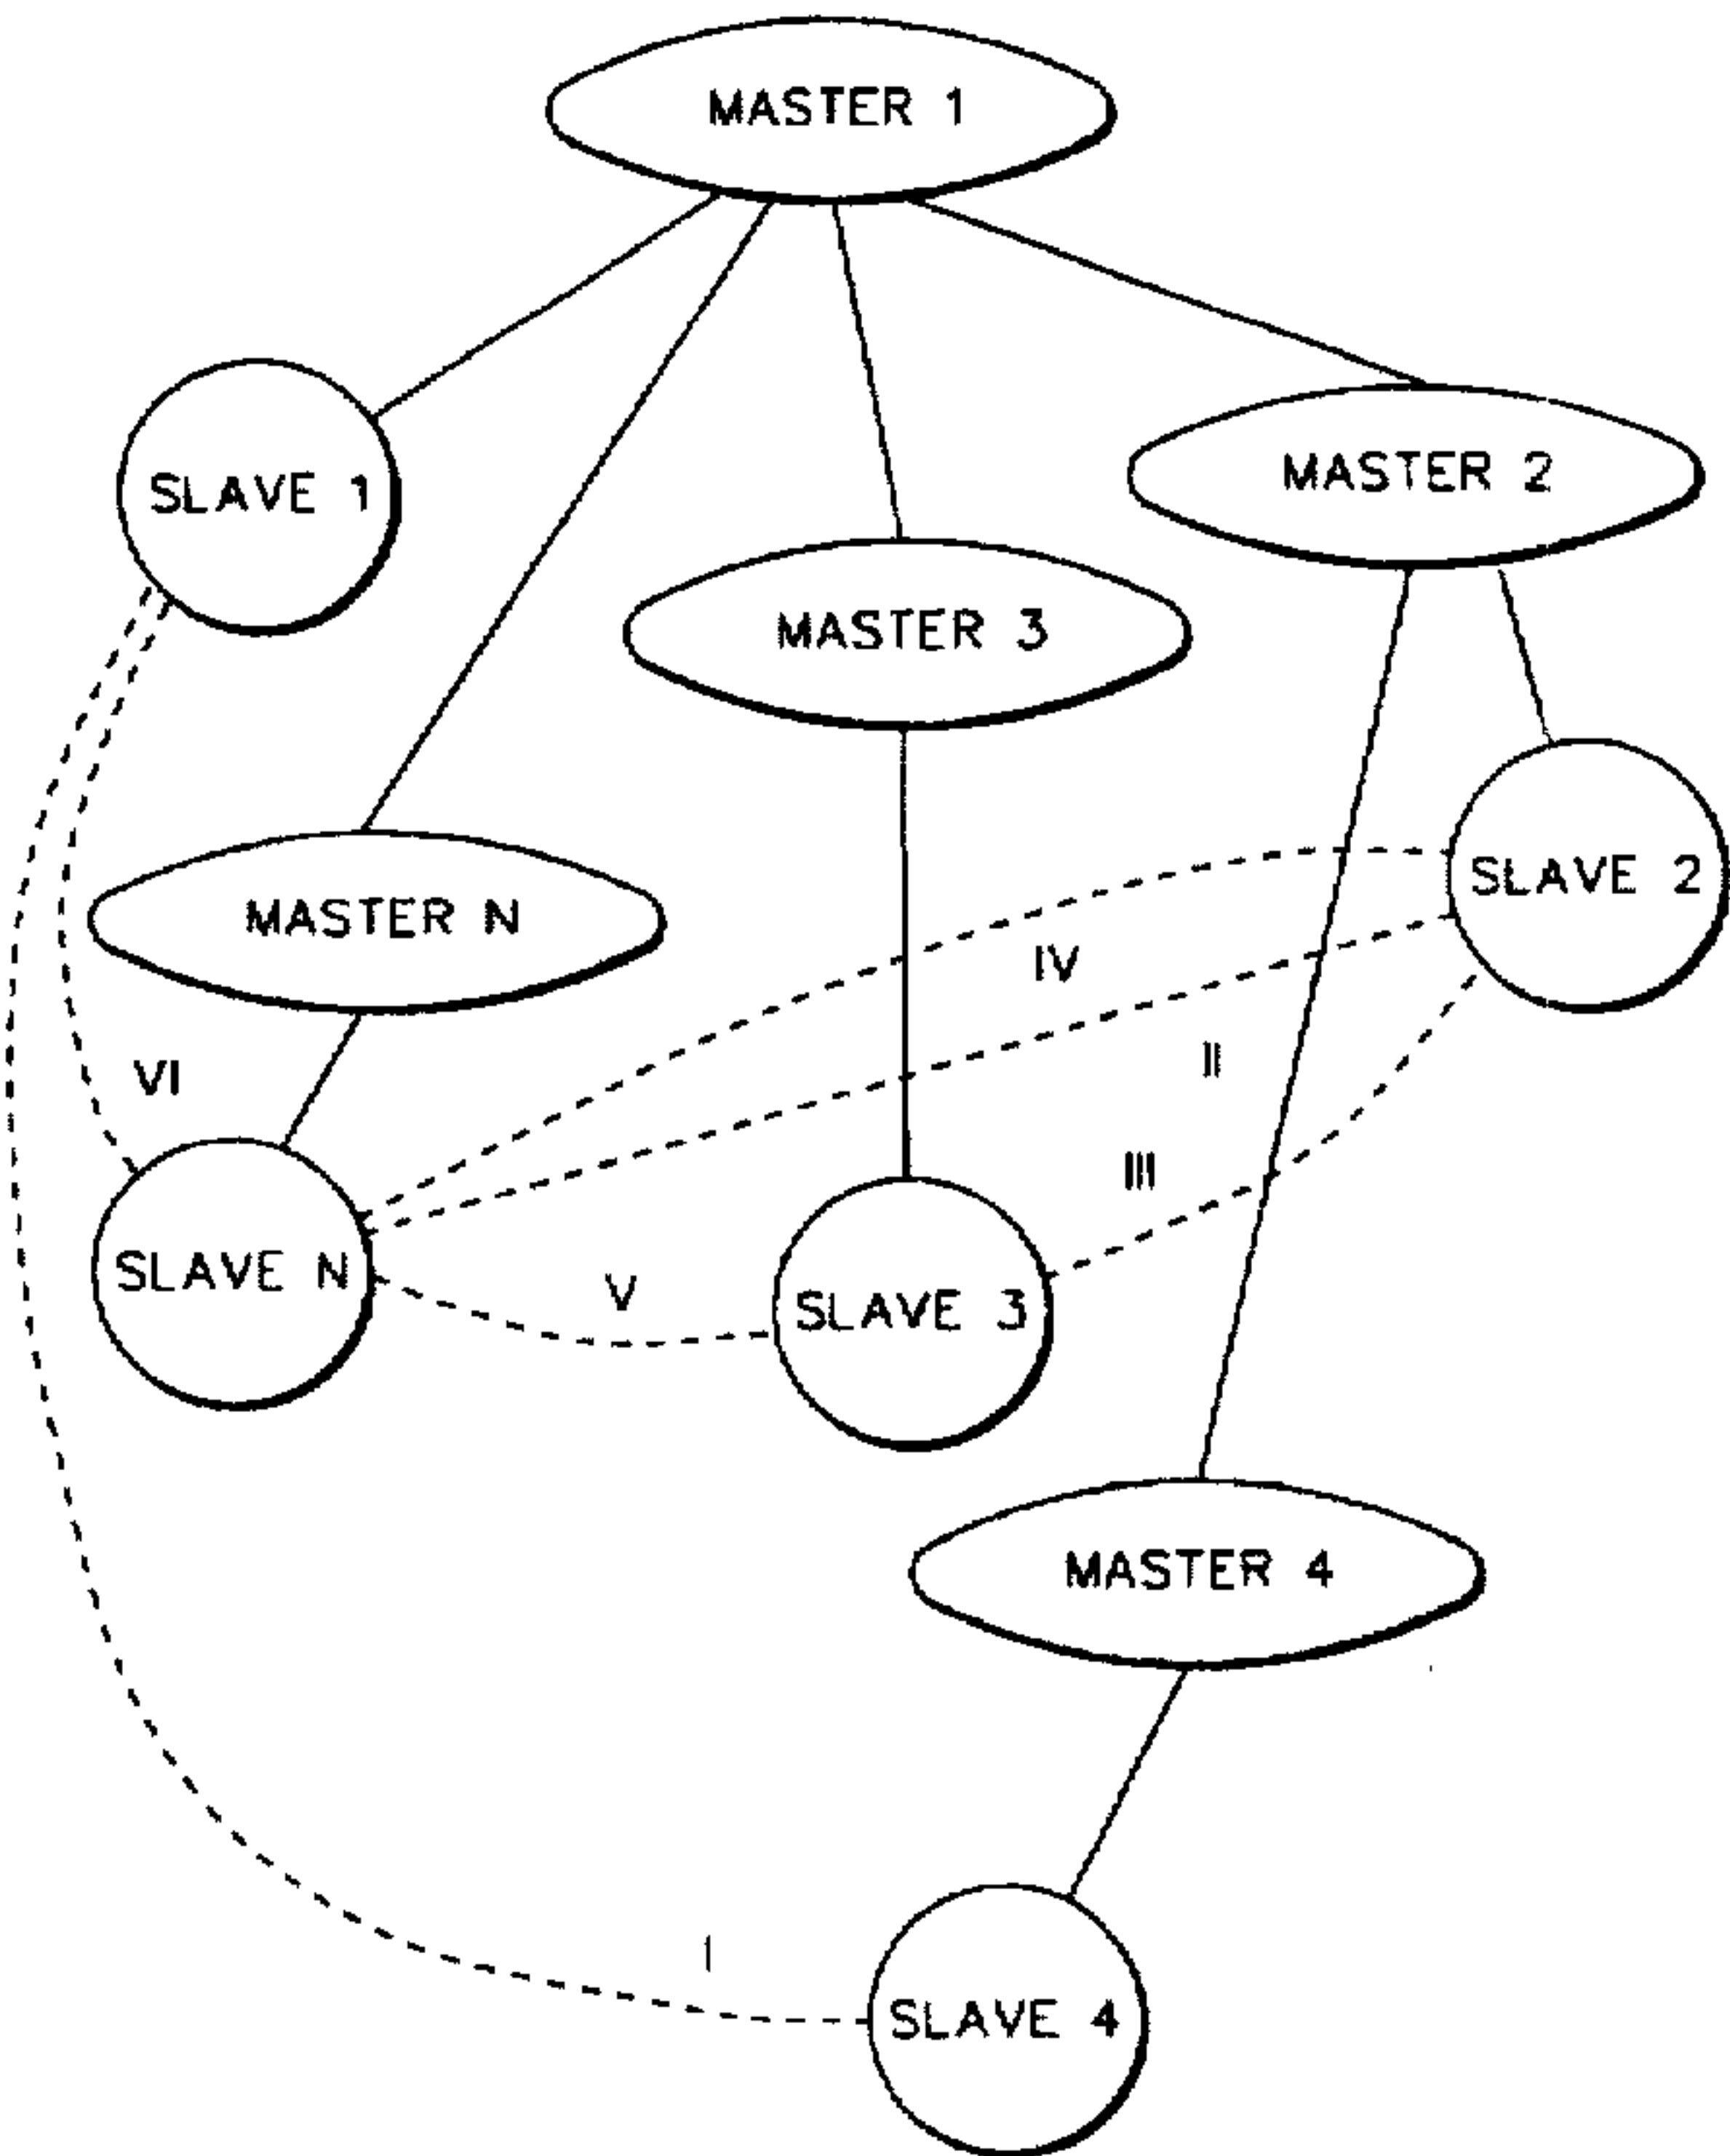 MASTER 1
SLAVE 1
MASTER 2
MASTER 3
MASTER N
SLAVE 2
IV
II
VI
III
SLAVE N
V
SLAVE 3
MASTER 4
I
SLAVE 4